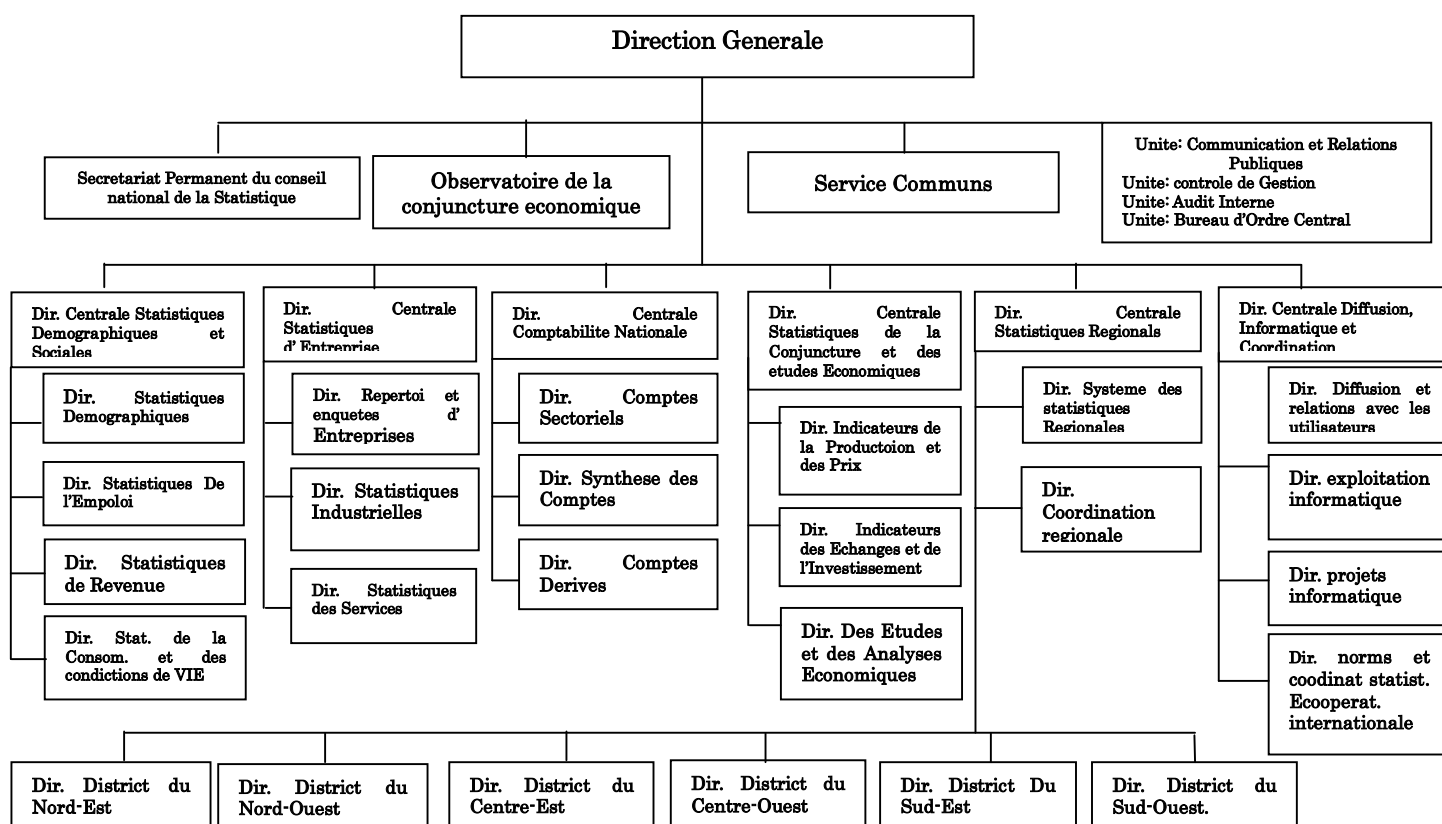 Direction Generale
Secretariat Permanent du conseil
national de la Statistique
Observatoire de la
conjuncture economique
Service Communs
Unite: Communication et Relations
Publiques
Unite: controle de Gestion
Unite: Audit Interne
Unite: Bureau d'Ordre Central
Dir. Centrale Statistiques
Demographiques et
Sociales
Dir. Statistiques
Demographiques
Dir. Statistiques De
l'Empoloi
Dir. Statistiques
de Revenue
Dir. Stat. de la
Consom. et des
condictions de VIE
Dir. Centrale
Statistiques
d' Entreprise
Dir. Repertoi et
enquetes d'
Entreprises
Dir. Statistiques
Industrielles
Dir. Statistiques
des Services
Dir. Centrale
Comptabilite Nationale
Dir. Comptes
Sectoriels
Dir. Synthese des
Comptes
Dir. Comptes
Derives
Dir. Centrale
Statistiques de la
Conjuncture et des
etudes Economiques
Dir. Indicateurs de
la Productoion et
des Prix
Dir. Indicateurs
des Echanges et de
l'Investissement
Dir. Des Etudes
et des Analyses
Economiques
Dir. Centrale
Statistiques Regionals
Dir. Systeme des
statistiques
Regionales
Dir.
Coordination
regionale
Dir. Centrale Diffusion,
Informatique et
Coordination
Dir. Diffusion et
relations avec les
utilisateurs
Dir. exploitation
informatique
Dir. projets
informatique
Dir. norms et
coodinat statist.
Ecooperat.
internationale
Dir. District du
Nord-Est
Dir. District du
Nord-Ouest
Dir. District du
Centre-Est
Dir. District du
Centre-Ouest
Dir. District Du
Sud-Est
Dir. District du
Sud-Ouest.